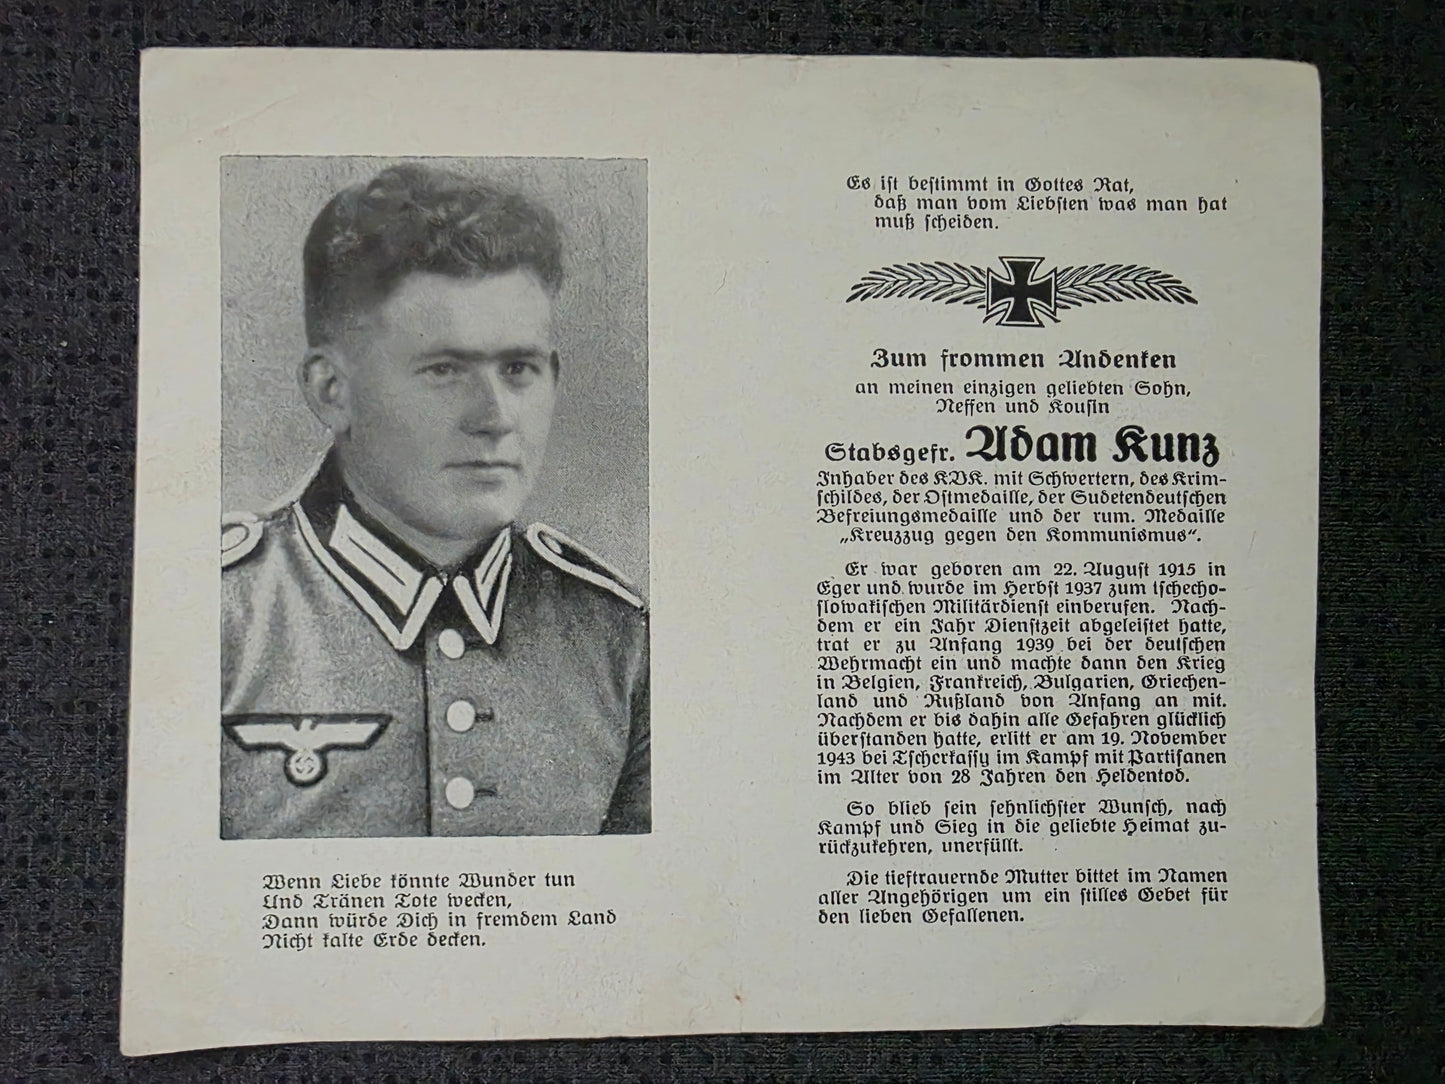 Wenn Liebe könnte Wunder tun
Und Tränen Tote wecken,
Dann würde Dich in fremdem Land
Nicht kalte Erde decken.
Es ist bestimmt in Gottes Rat,
daß man vom Liebsten was man hat
muß scheiden.
Zum frommen Andenken
an meinen einzigen geliebten Sohn,
Neffen und Kousin
Stabsgefr. Adam Kunz
Inhaber des KVK. mit Schwertern, des Krim-
schildes, der Ostmedaille, der Sudetendeutschen
Befreiungsmedaille und der rum. Medaille
„Kreuzzug gegen den Kommunismus“.
Er war geboren am 22. August 1915 in
Eger und wurde im Herbst 1937 zum tschecho-
slowakischen Militärdienst einberufen. Nach-
dem er ein Jahr Dienstzeit abgeleistet hatte,
trat er zu Anfang 1939 bei der deutschen
Wehrmacht ein und machte dann den Krieg
in Belgien, Frankreich, Bulgarien, Griechen-
land und Rußland von Anfang an mit.
Nachdem er bis dahin alle Gefahren glücklich
überstanden hatte, erlitt er am 19. November
1943 bei Tscherkassy im Kampf mit Partisanen
im Alter von 28 Jahren den Heldentod.
So blieb sein sehnlichster Wunsch, nach
Kampf und Sieg in die geliebte Heimat zu-
rückzukehren, unerfüllt.
Die tieftrauernde Mutter bittet im Namen
aller Angehörigen um ein stilles Gebet für
den lieben Gefallenen.